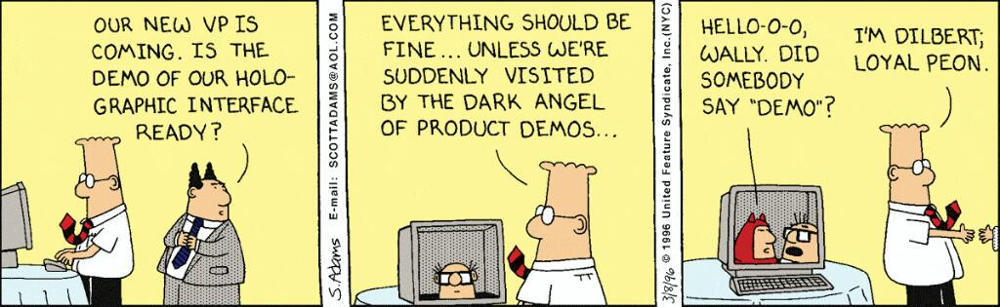 OUR NEW VP IS
COMING. IS THE
DEMO OF OUR HOLO-
GRAPHIC INTERFACE
READY?
S.Adams E-mail: SCOTTADAMS@AOL.COM
EVERYTHING SHOULD BE
FINE... UNLESS WE'RE
SUDDENLY VISITED
BY THE DARK ANGEL
OF PRODUCT DEMOS...
3/8/96 © 1996 United Feature Syndicate, Inc.(NYC)
HELLO-O-O,
WALLY. DID
SOMEBODY
SAY "DEMO"?
I'M DILBERT;
LOYAL PEON.